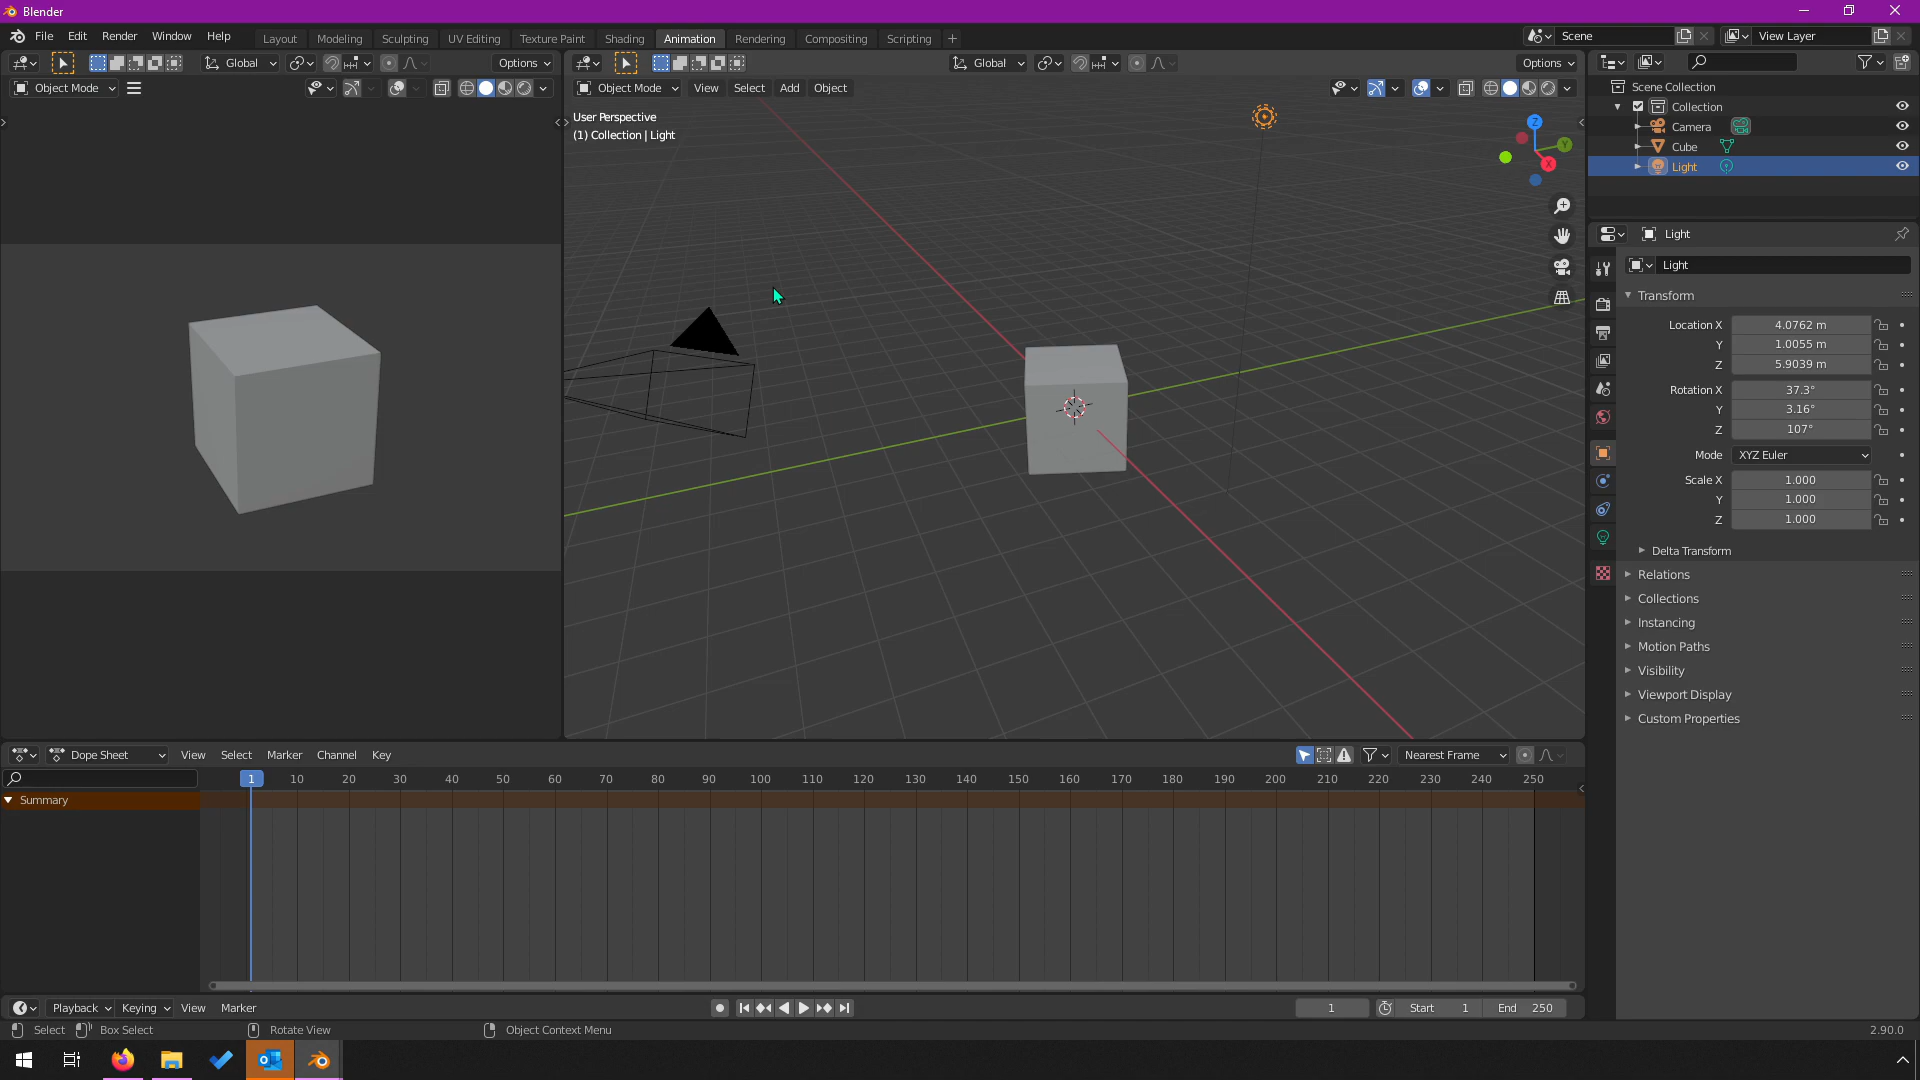 Blender
File Edit Render Window Help Layout Modeling Sculpting UV Editing Texture Paint Shading Animation Rendering Compositing Scripting + Scene View Layer
Global Options Global Options
Object Mode Object Mode View Select Add Object
User Perspective
(1) Collection | Light
Z
Y
X
Scene Collection
Collection
Camera
Cube
Light
Light
Light
Transform
Location X 4.0762 m
Y 1.0055 m
Z 5.9039 m
Rotation X 37.3°
Y 3.16°
Z 107°
Mode XYZ Euler
Scale X 1.000
Y 1.000
Z 1.000
Delta Transform
Relations
Collections
Instancing
Motion Paths
Visibility
Viewport Display
Custom Properties
Dope Sheet View Select Marker Channel Key Nearest Frame
1 10 20 30 40 50 60 70 80 90 100 110 120 130 140 150 160 170 180 190 200 210 220 230 240 250
Summary
Playback Keying View Marker 1 Start 1 End 250
Select Box Select Rotate View Object Context Menu 2.90.0